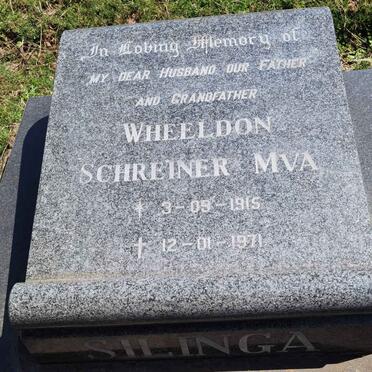 In Loving Memory of
MY DEAR HUSBAND OUR FATHER
AND GRANDFATHER
WHEELDON
SCHREINER MVA
3-09-1915
† 12-01-1971
SILINGA